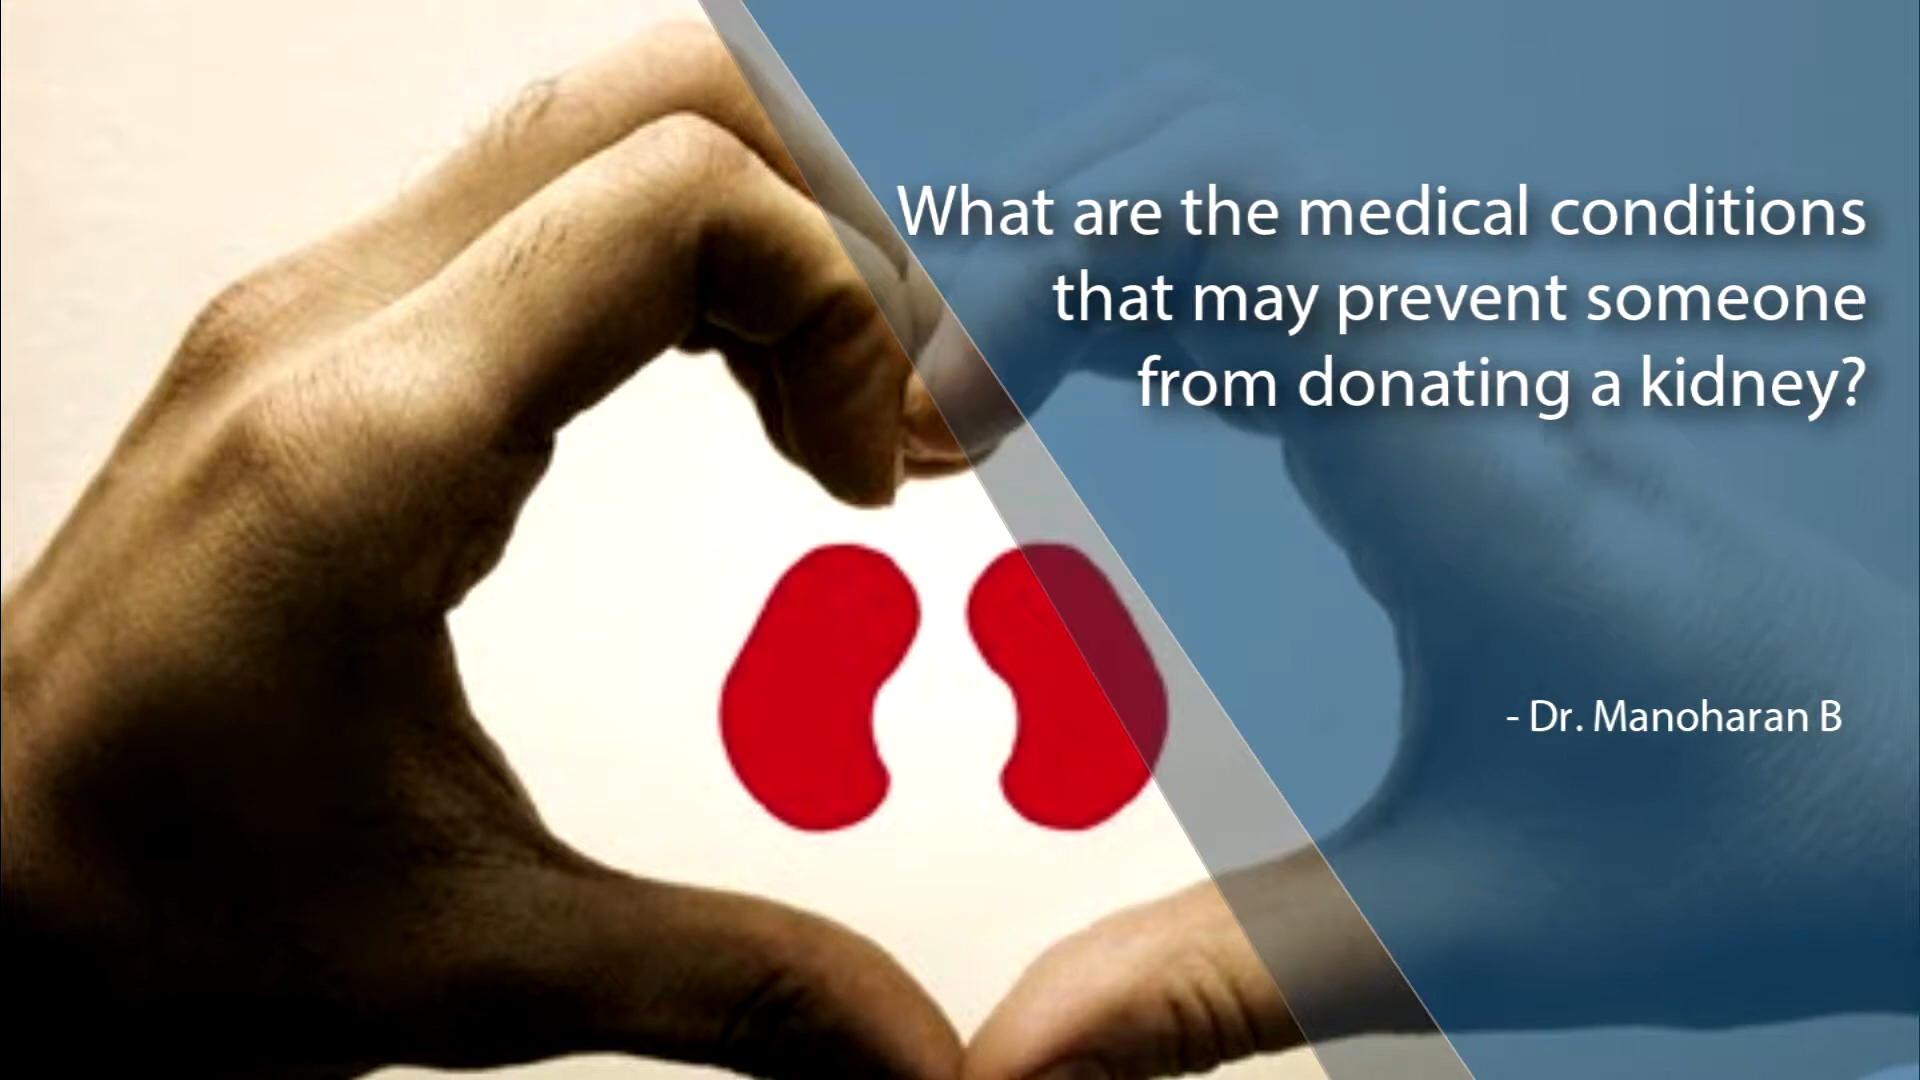 What are the medical conditions
that may prevent someone
from donating a kidney?
- Dr. Manoharan B